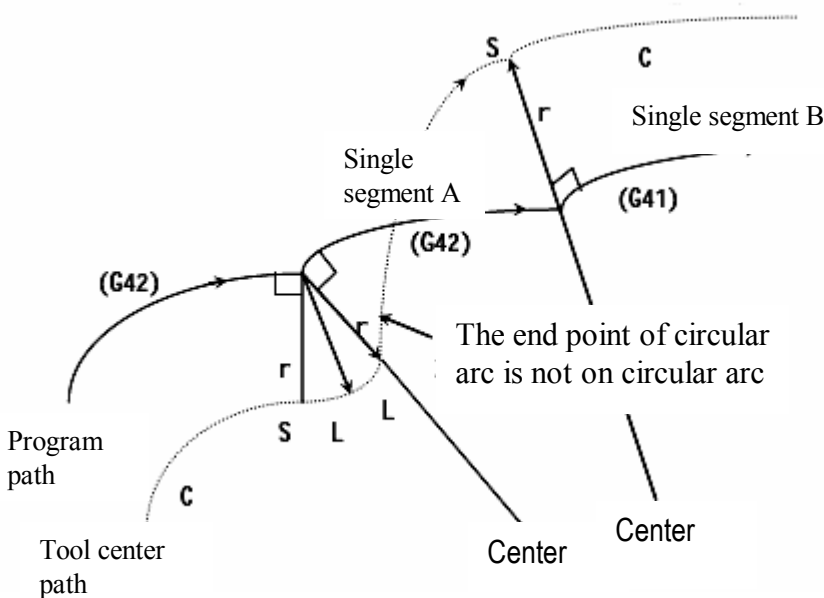 S
C
r
Single segment B
Single
segment A
(G41)
(G42)
(G42)
r
The end point of circular
arc is not on circular arc
r
L
S
L
Program
path
C
Tool center
path
Center
Center